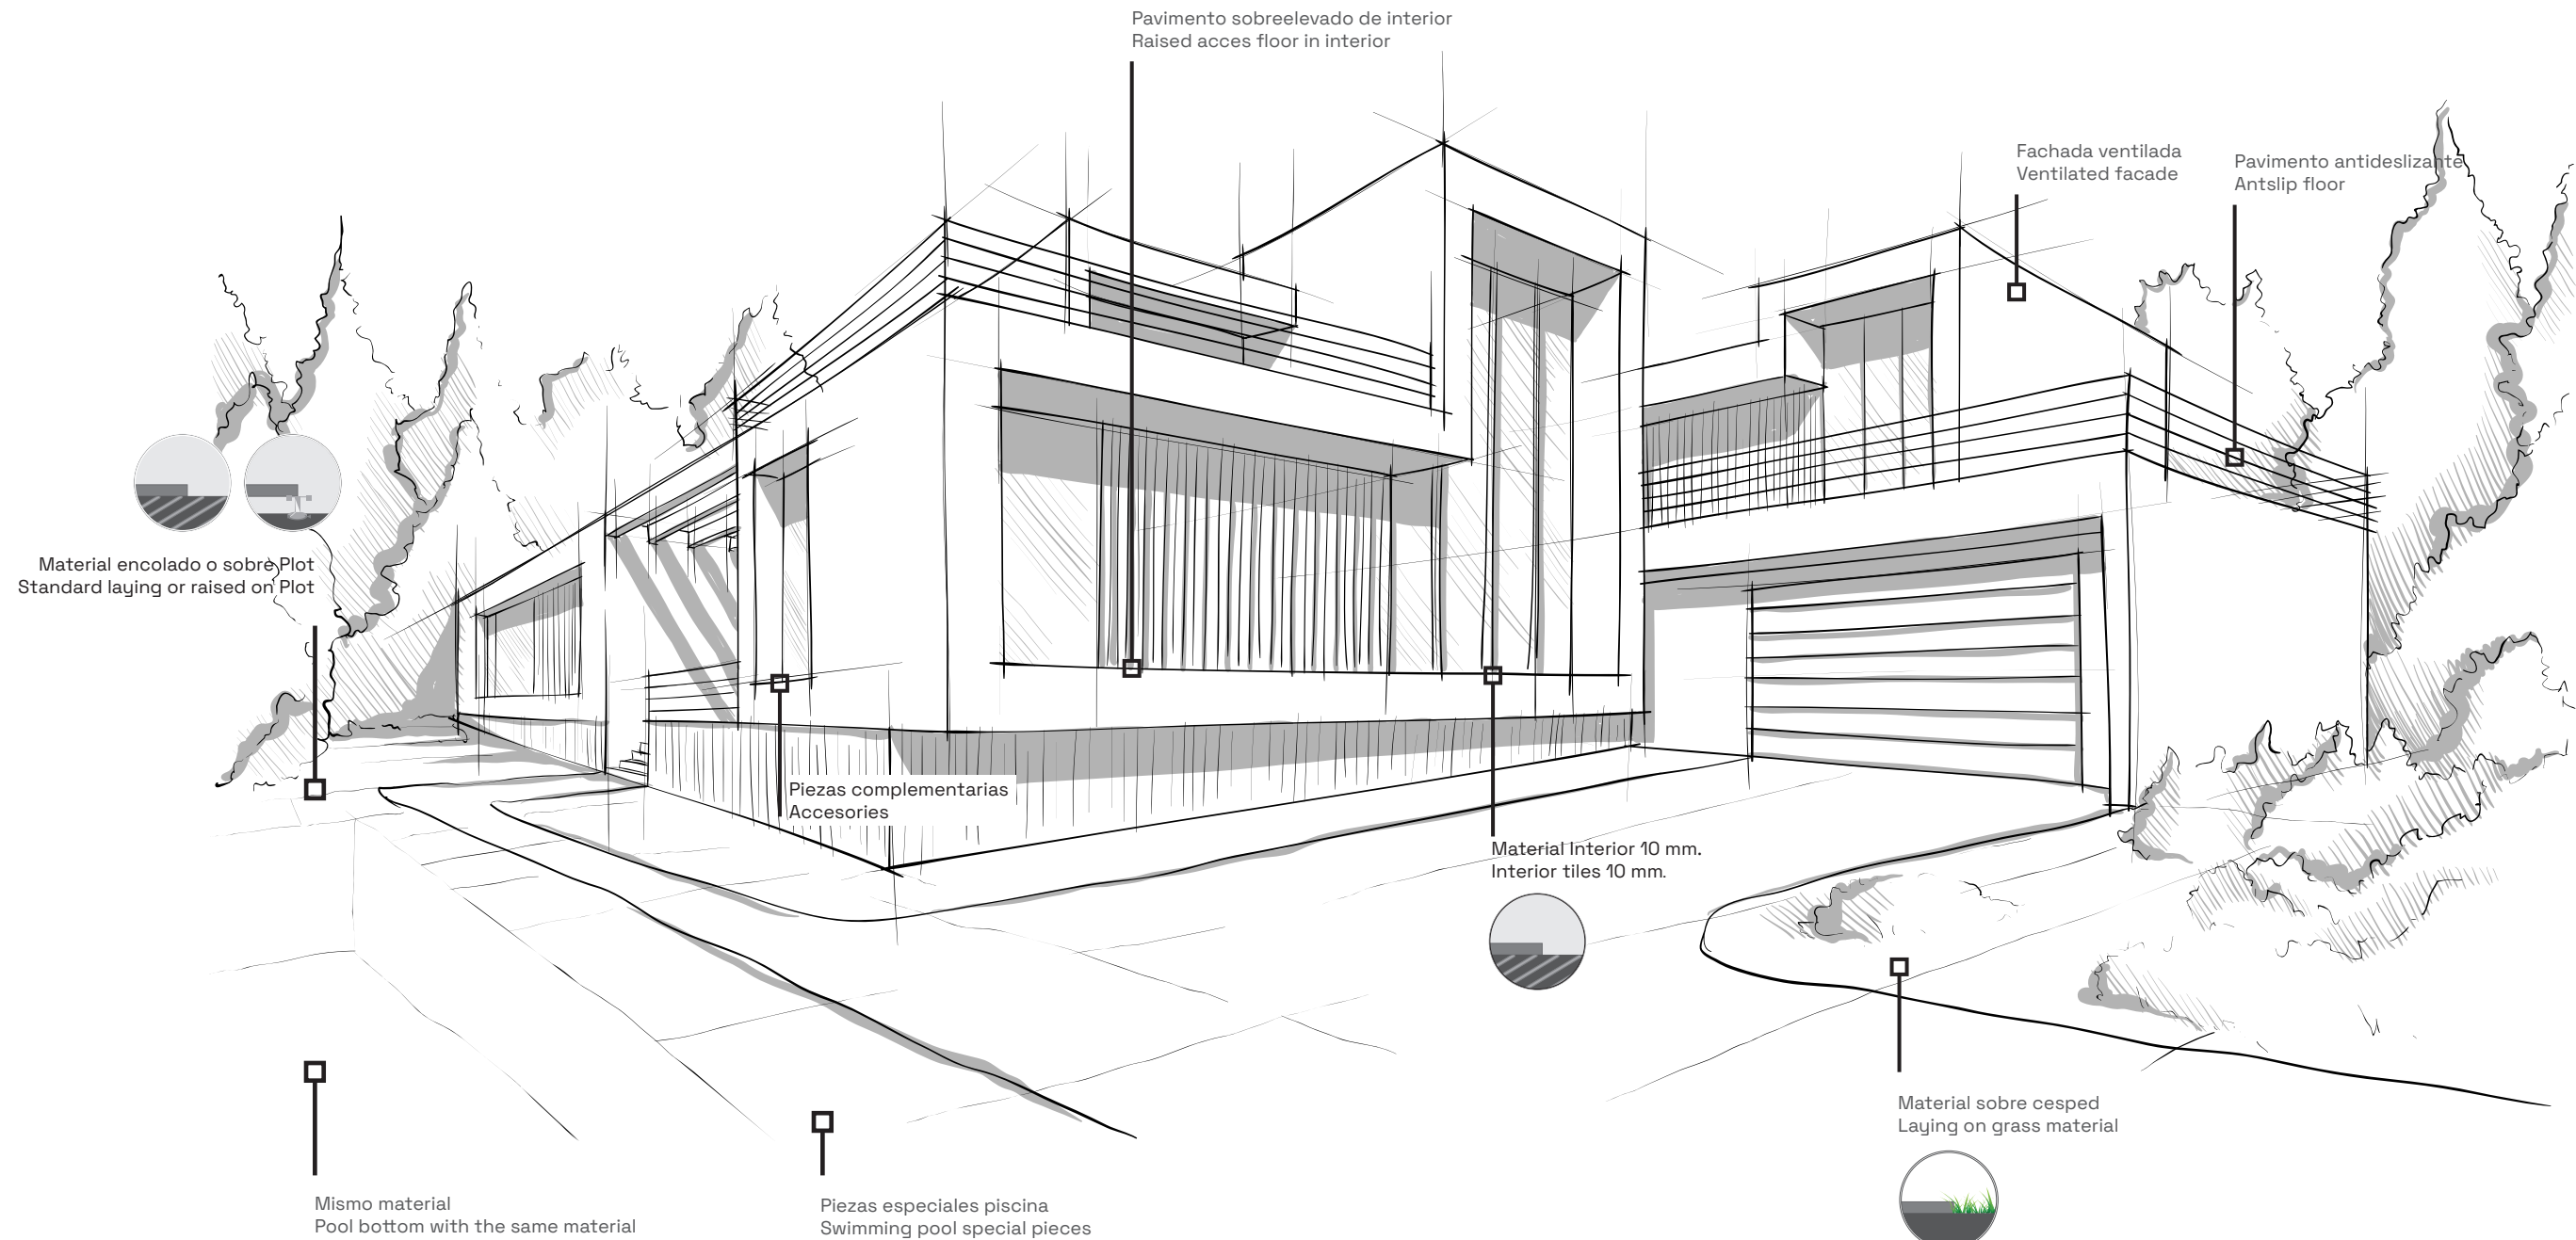 Pavimento sobreelevado de interior
Raised acces floor in interior
Fachada ventilada
Ventilated facade
Pavimento antideslizante
Antslip floor
Material encolado o sobre Plot
Standard laying or raised on Plot
Piezas complementarias
Accesories
Material Interior 10 mm.
Interior tiles 10 mm.
Material sobre cesped
Laying on grass material
Mismo material
Pool bottom with the same material
Piezas especiales piscina
Swimming pool special pieces